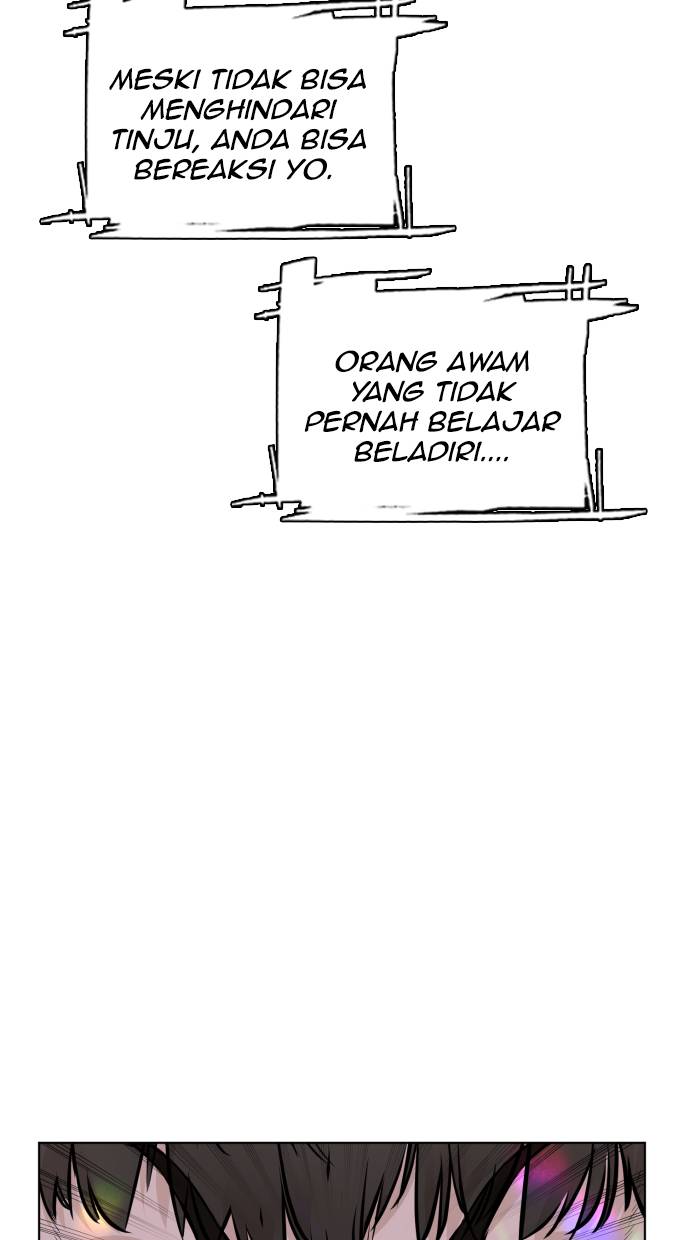 MESKI TIDAK BISA
MENGHINDARI
TINJU, ANDA BISA
BEREAKSI YO.
ORANG AWAM
YANG TIDAK
PERNAH BELAJAR
BELADIRI....